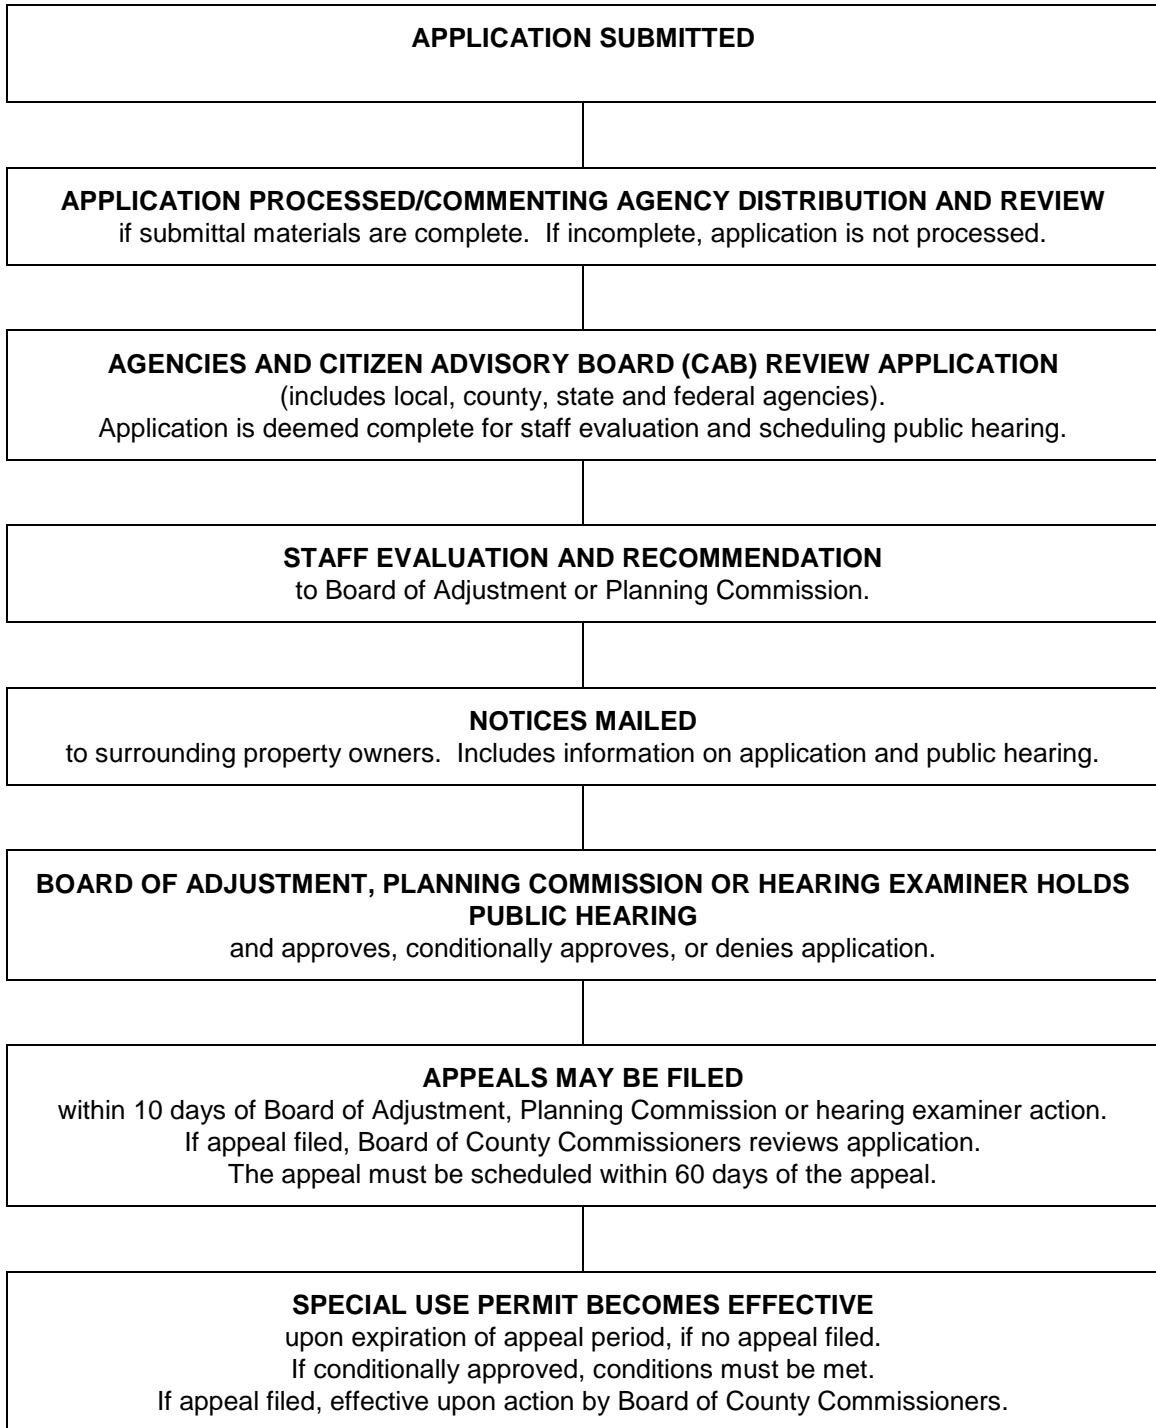 APPLICATION SUBMITTED
APPLICATION PROCESSED/COMMENTING AGENCY DISTRIBUTION AND REVIEW
if submittal materials are complete.  If incomplete, application is not processed.
AGENCIES AND CITIZEN ADVISORY BOARD (CAB) REVIEW APPLICATION
(includes local, county, state and federal agencies).
Application is deemed complete for staff evaluation and scheduling public hearing.
STAFF EVALUATION AND RECOMMENDATION
to Board of Adjustment or Planning Commission.
NOTICES MAILED
to surrounding property owners.  Includes information on application and public hearing.
BOARD OF ADJUSTMENT, PLANNING COMMISSION OR HEARING EXAMINER HOLDS
PUBLIC HEARING
and approves, conditionally approves, or denies application.
APPEALS MAY BE FILED
within 10 days of Board of Adjustment, Planning Commission or hearing examiner action.
If appeal filed, Board of County Commissioners reviews application.
The appeal must be scheduled within 60 days of the appeal.
SPECIAL USE PERMIT BECOMES EFFECTIVE
upon expiration of appeal period, if no appeal filed.
If conditionally approved, conditions must be met.
If appeal filed, effective upon action by Board of County Commissioners.